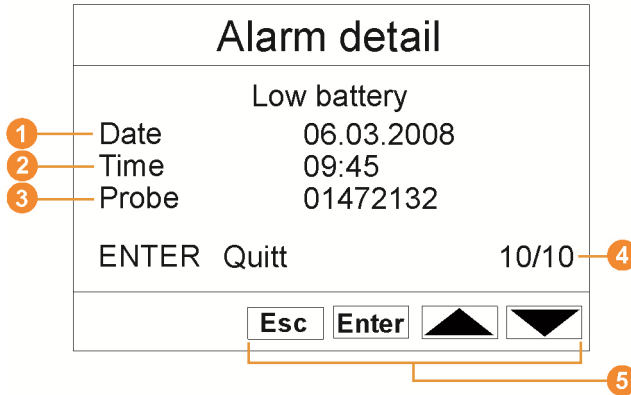 Alarm detail
Low battery
1 Date 06.03.2008
2 Time 09:45
3 Probe 01472132
ENTER Quitt 10/10 4
Esc Enter
5